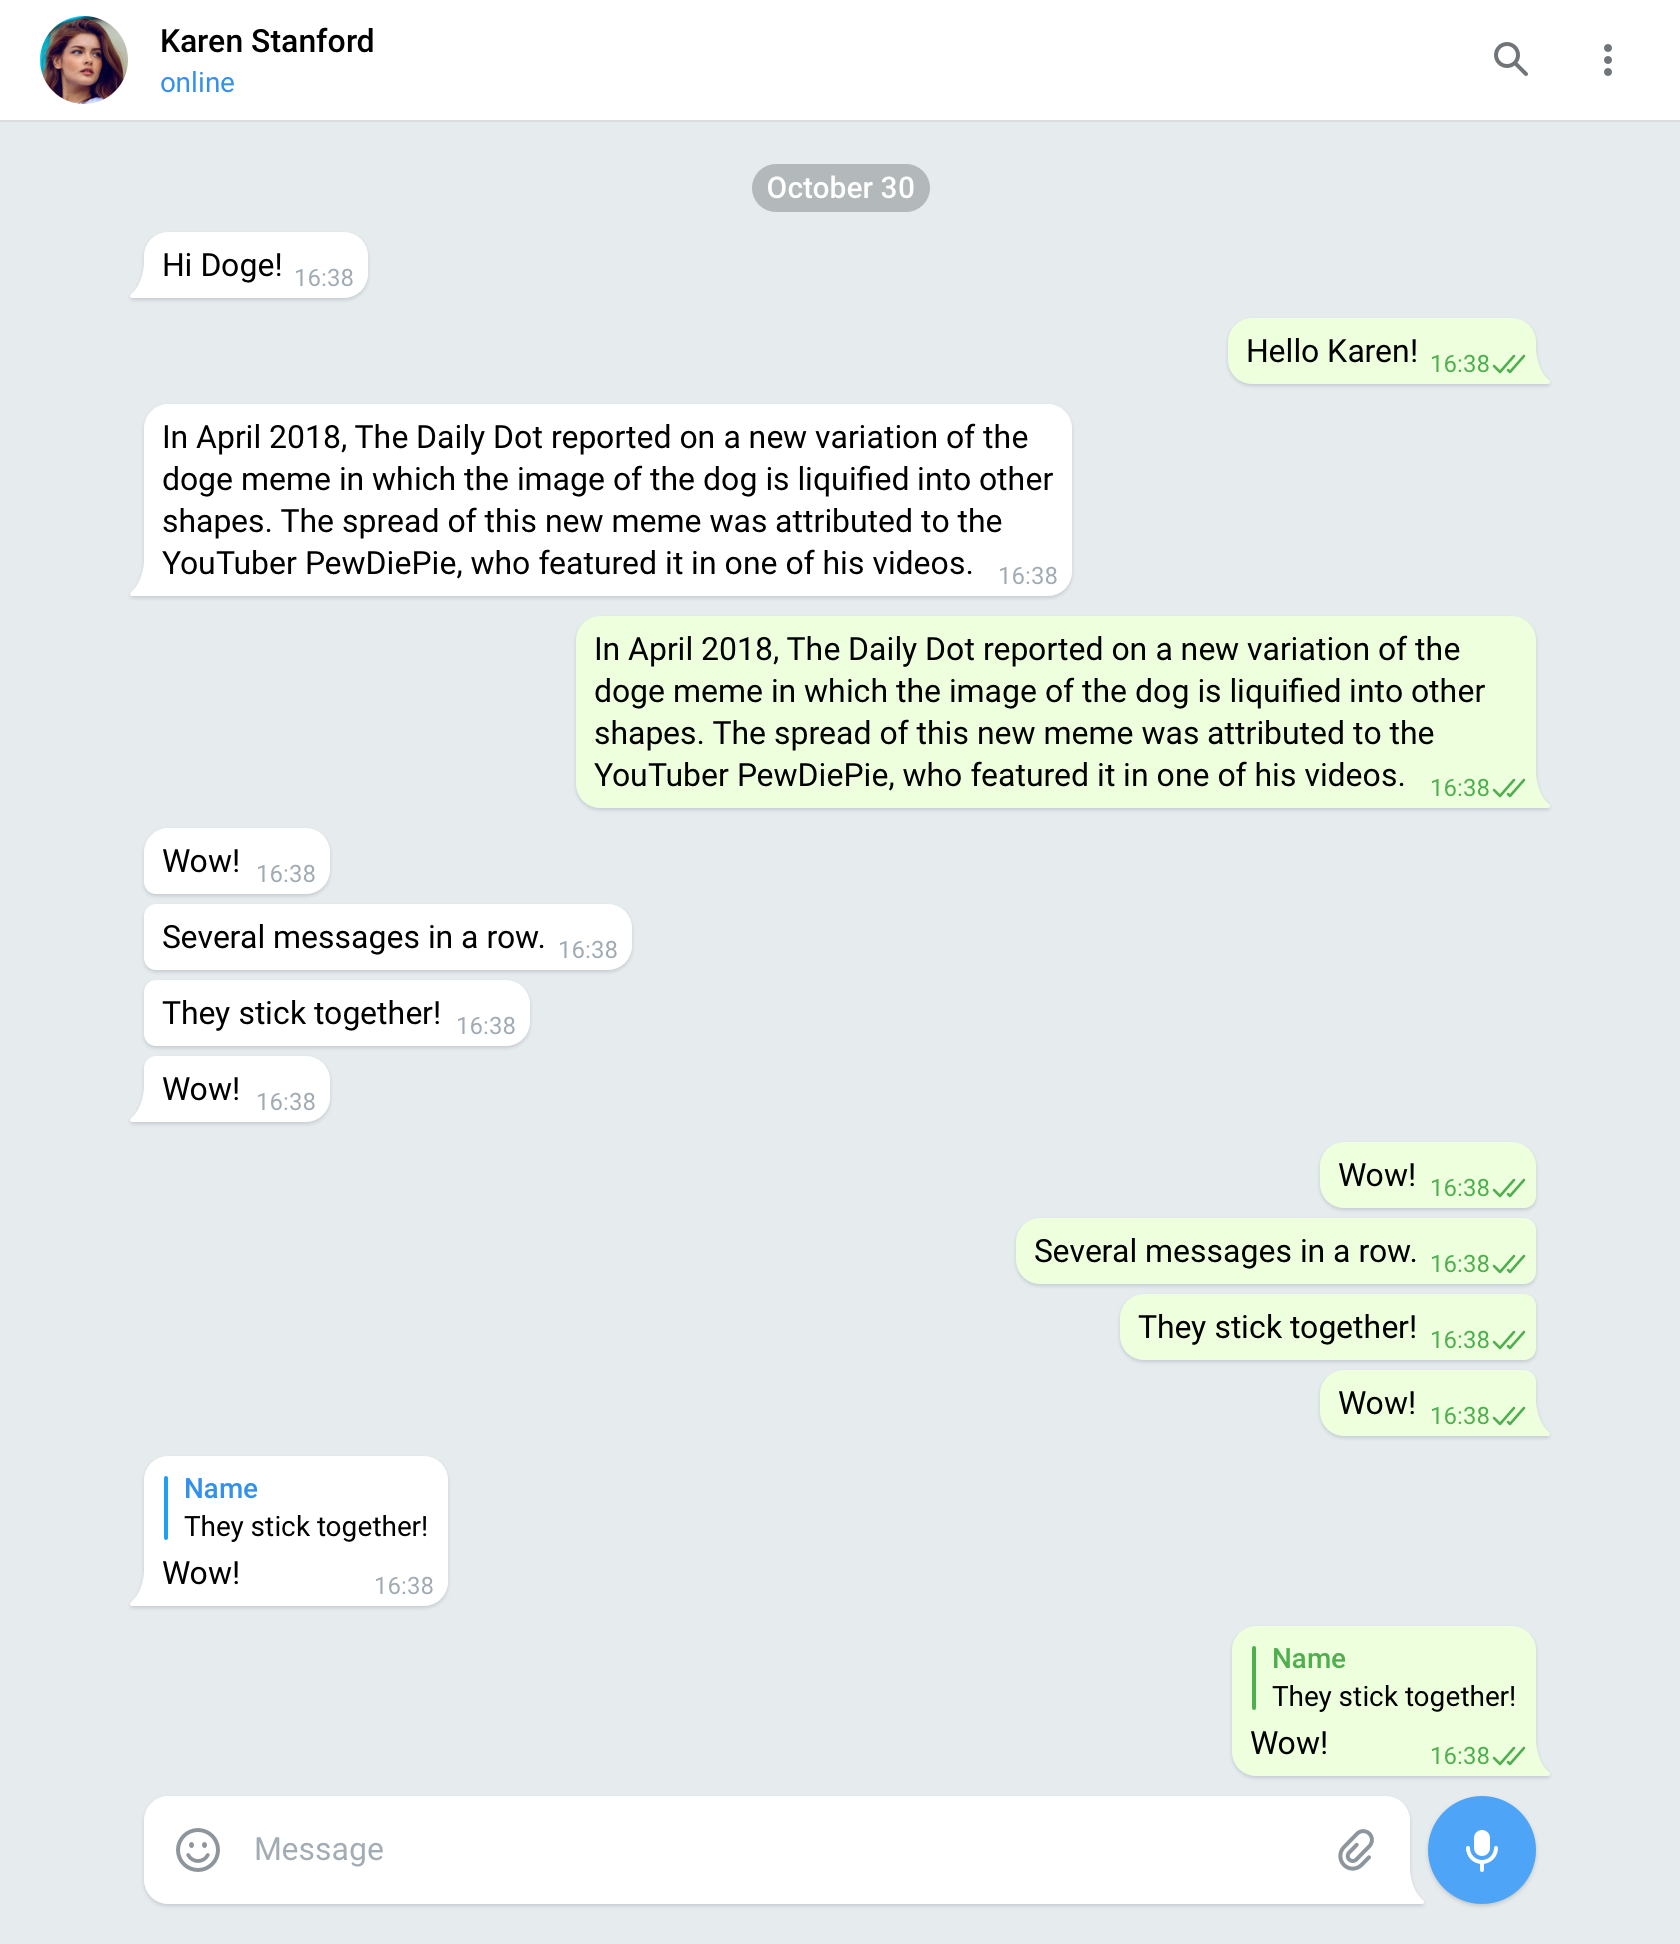 Karen Stanford
online
October 30
Hi Doge! 16:38
Hello Karen! 16:38
In April 2018, The Daily Dot reported on a new variation of the
doge meme in which the image of the dog is liquified into other
shapes. The spread of this new meme was attributed to the
YouTuber PewDiePie, who featured it in one of his videos. 16:38
In April 2018, The Daily Dot reported on a new variation of the
doge meme in which the image of the dog is liquified into other
shapes. The spread of this new meme was attributed to the
YouTuber PewDiePie, who featured it in one of his videos. 16:38
Wow! 16:38
Several messages in a row. 16:38
They stick together! 16:38
Wow! 16:38
Wow! 16:38
Several messages in a row. 16:38
They stick together! 16:38
Wow! 16:38
Name
They stick together!
Wow! 16:38
Name
They stick together!
Wow! 16:38
Message